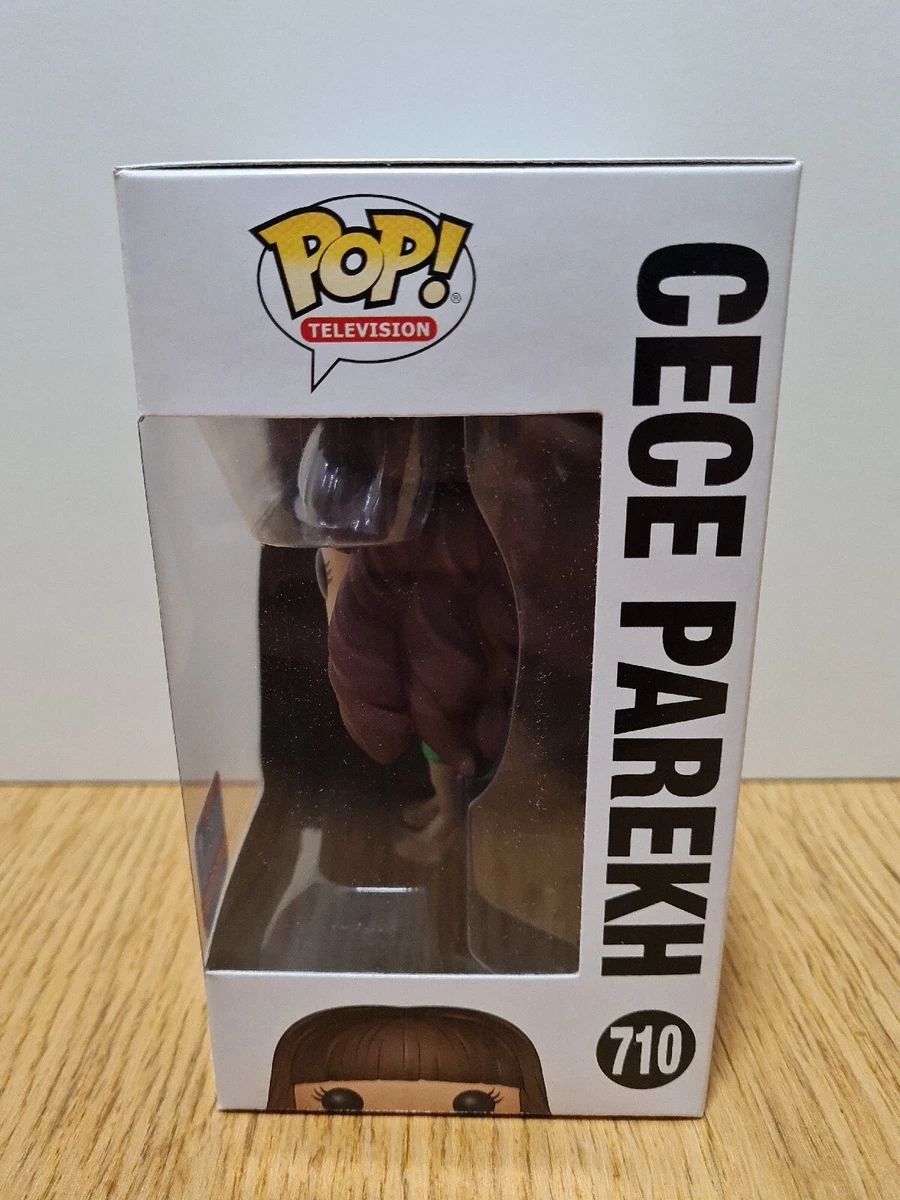 POP!®
TELEVISION
CECE PAREKH
710